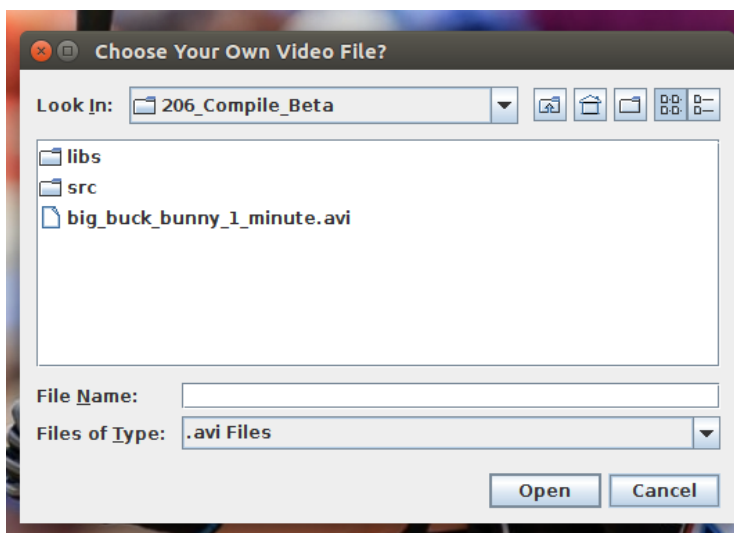 Choose Your Own Video File?
Look In: 206_Compile_Beta
libs
src
big_buck_bunny_1_minute.avi
File Name:
Files of Type: .avi Files
Open Cancel